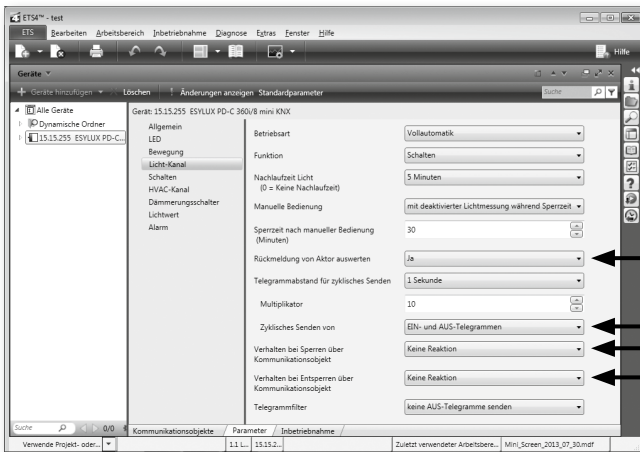 ETS4™ - test
ETS Bearbeiten Arbeitsbereich Inbetriebnahme Diagnose Extras Fenster Hilfe
Hilfe
Geräte
Geräte hinzufügen Löschen Änderungen anzeigen Standardparameter Suche
Alle Geräte
Dynamische Ordner
15.15.255 ESYLUX PD-C...
Gerät: 15.15.255 ESYLUX PD-C 360i/8 mini KNX
Allgemein
LED
Bewegung
Licht-Kanal
Schalten
HVAC-Kanal
Dämmerungsschalter
Lichtwert
Alarm
Betriebsart Vollautomatik
Funktion Schalten
Nachlaufzeit Licht 5 Minuten
(0 = Keine Nachlaufzeit)
Manuelle Bedienung mit deaktivierter Lichtmessung während Sperrzeit
Sperrzeit nach manueller Bedienung 30
(Minuten)
Rückmeldung von Aktor auswerten Ja
Telegrammabstand für zyklisches Senden 1 Sekunde
Multiplikator 10
Zyklisches Senden von EIN- und AUS-Telegrammen
Verhalten bei Sperren über Keine Reaktion
Kommunikationsobjekt
Verhalten bei Entsperren über Keine Reaktion
Kommunikationsobjekt
Telegrammfilter keine AUS-Telegramme senden
Suche 0/0
Kommunikationsobjekte Parameter Inbetriebnahme
Verwende Projekt- oder... 1.1 L... 15.15.2... Zuletzt verwendeter Arbeitsbere... Mini_Screen_2013_07_30.mdf